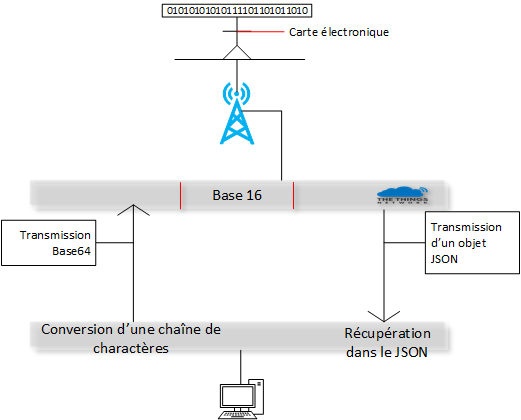 01010101010111101101011010
Carte électronique
Base 16
THE THINGS
NETWORK
Transmission
Base64
Transmission
d'un objet
JSON
Conversion d'une chaîne de
charactères
Récupération
dans le JSON